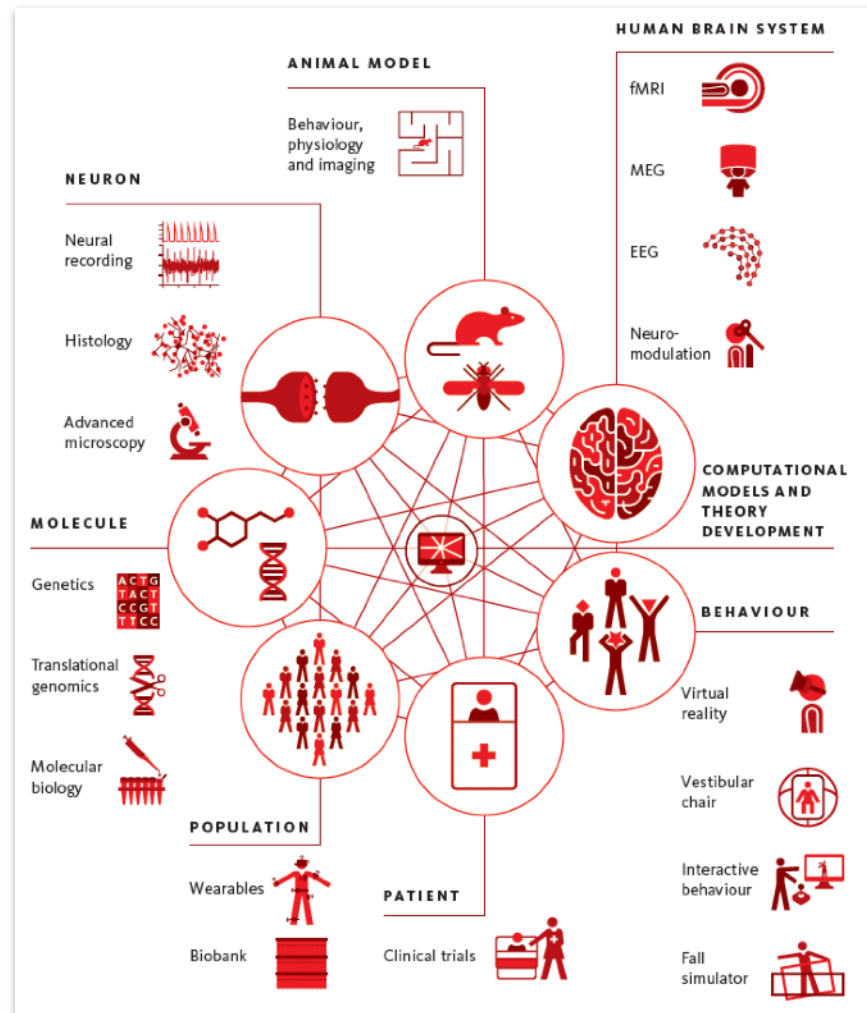 HUMAN BRAIN SYSTEM
fMRI
MEG
EEG
Neuro-
modulation
ANIMAL MODEL
Behaviour,
physiology
and imaging
NEURON
Neural
recording
Histology
Advanced
microscopy
COMPUTATIONAL
MODELS AND
THEORY
DEVELOPMENT
MOLECULE
Genetics
ACTG
TACT
CCGT
TTCC
Translational
genomics
Molecular
biology
BEHAVIOUR
Virtual
reality
Vestibular
chair
Interactive
behaviour
Fall
simulator
POPULATION
Wearables
Biobank
PATIENT
Clinical trials